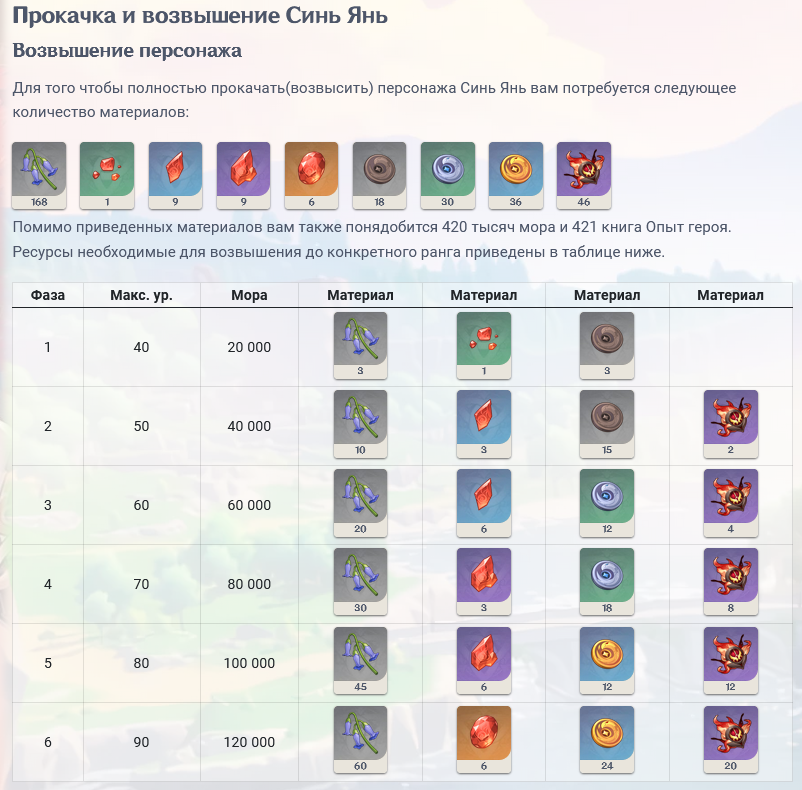 Прокачка и возвышение Синь Янь
Возвышение персонажа
Для того чтобы полностью прокачать(возвысить) персонажа Синь Янь вам потребуется следующее
количество материалов:
168 1 9 9 6 18 30 36 46
Помимо приведенных материалов вам также понядобится 420 тысяч мора и 421 книга Опыт героя.
Ресурсы необходимые для возвышения до конкретного ранга приведены в таблице ниже.
Фаза Макс. ур. Мора Материал Материал Материал Материал
1 40 20 000 3 1 3
2 50 40 000 10 3 15 2
3 60 60 000 20 6 12 4
4 70 80 000 30 3 18 8
5 80 100 000 45 6 12 12
6 90 120 000 60 6 24 20